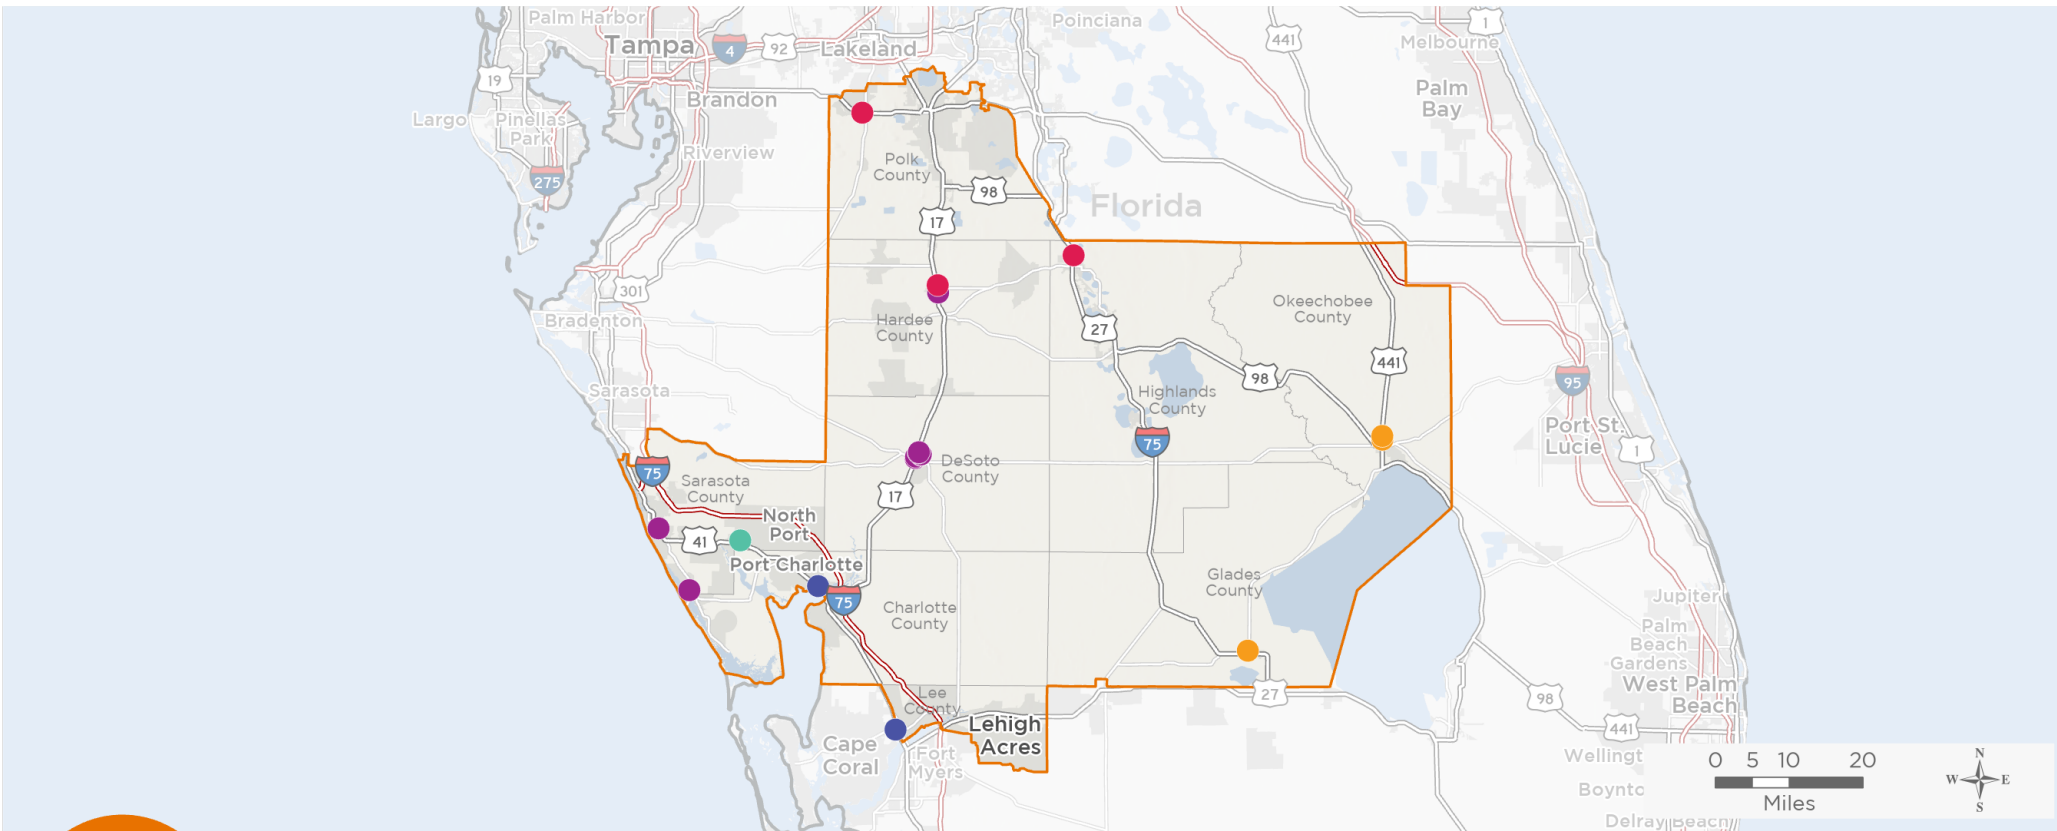 Palm Harbor
Tampa
4
92
Lakeland
Poinciana
441
1
Melbourne
19
Brandon
Palm
Bay
Largo
Pinellas
Park
Riverview
275
Polk
County
98
17
Florida
301
Bradenton
Hardee
County
27
Okeechobee
County
441
98
95
Sarasota
Highlands
County
75
Port St.
Lucie
1
DeSoto
County
75
Sarasota
County
17
North
Port
41
Port Charlotte
75
Charlotte
County
Glades
County
Jupiter
Palm
Beach
Gardens
West Palm
Beach
98
27
441
Lee
County
Lehigh
Acres
Cape
Coral
Fort
Myers
Wellingt
Boynto
Delray Beach
0 5 10 20
Miles
N
W E
S